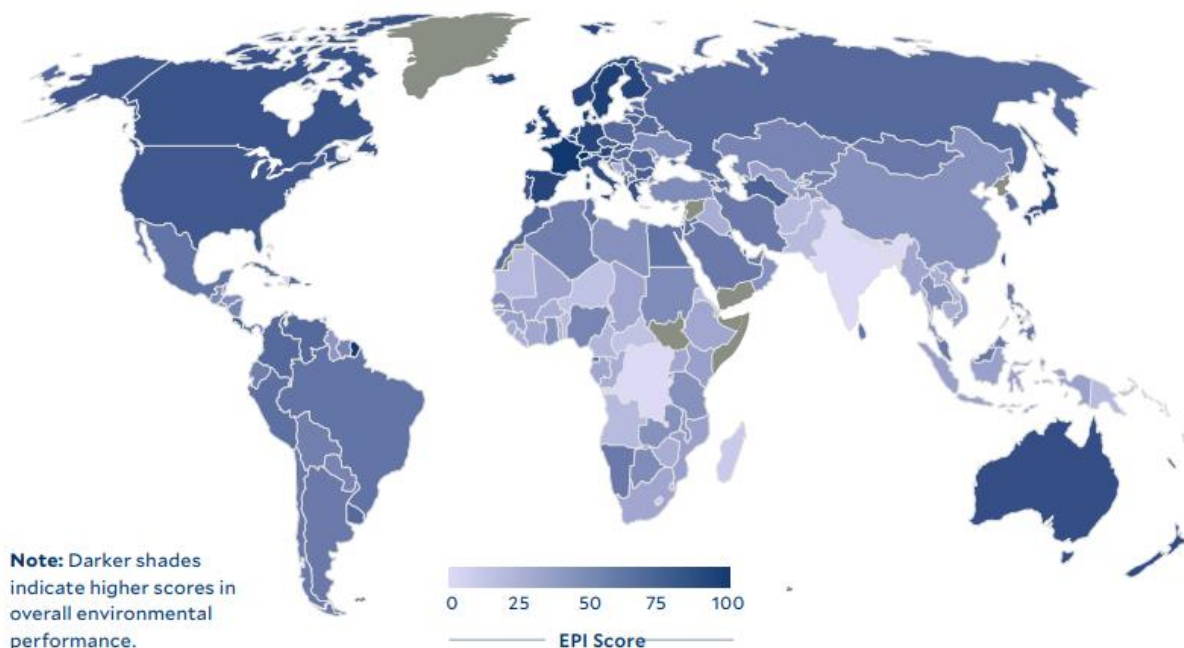 Note: Darker shades
indicate higher scores in
overall environmental
performance.
0 25 50 75 100
EPI Score